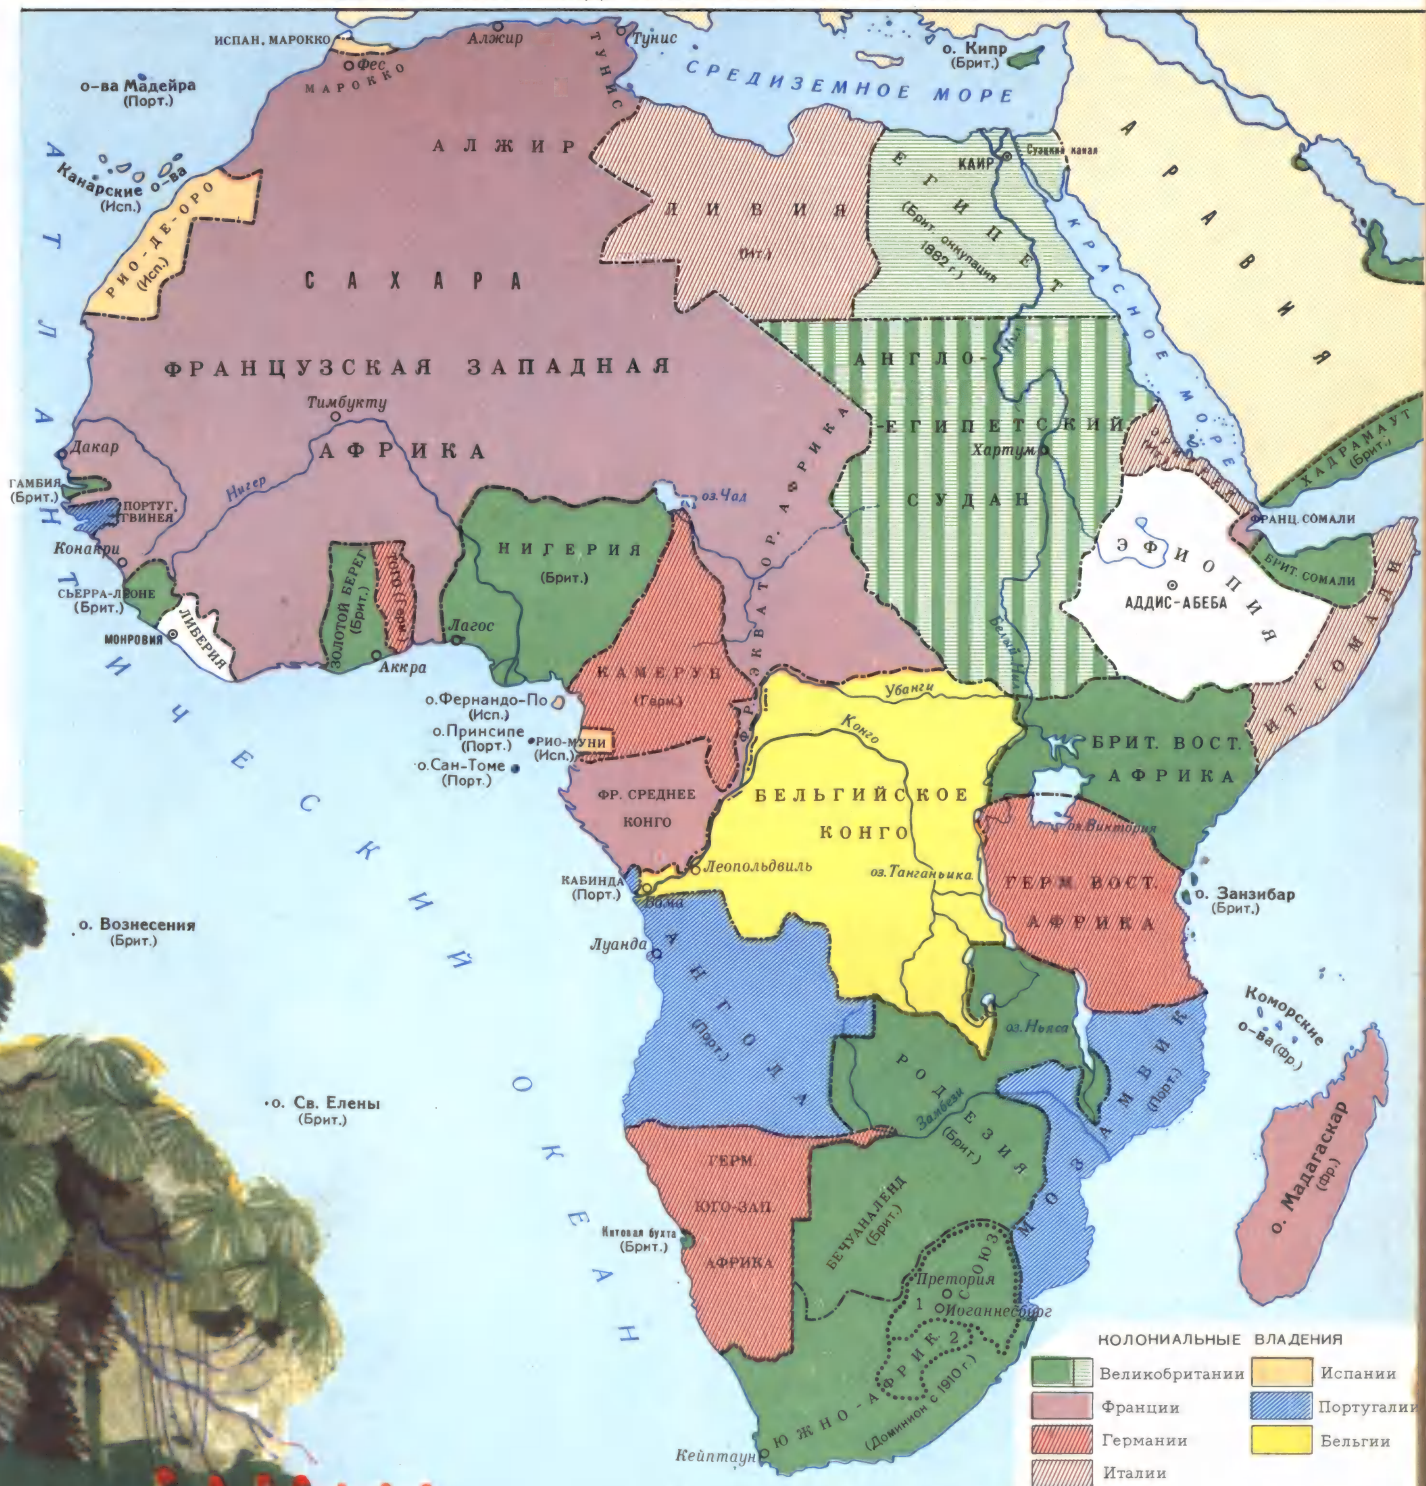 ИСПАН. МАРОККО
Фес
МАРОККО
Алжир
Тунис
ТУНИС
о. Кипр
(Брит.)
СРЕДИЗЕМНОЕ МОРЕ
о-ва Мадейра
(Порт.)
АТЛАНТИЧЕСКИЙ ОКЕАН
Канарские о-ва
(Исп.)
РИО-ДЕ-ОРО
(Исп.)
АЛЖИР
ЛИВИЯ
(Ит.)
КАИР
Суэцкий канал
ЕГИПЕТ
(Брит. оккупация
1882 г.)
АРАВИЯ
КРАСНОЕ МОРЕ
САХАРА
ФРАНЦУЗСКАЯ ЗАПАДНАЯ
АФРИКА
Тимбукту
Нил
АНГЛО-
-ЕГИПЕТСКИЙ
СУДАН
Хартум
ХАДРАМАУТ
(Брит.)
Дакар
ГАМБИЯ
(Брит.)
ПОРТУГ.
ГВИНЕЯ
Нигер
оз. Чад
ФР. ЭКВАТОР. АФРИКА
ФРАНЦ. СОМАЛИ
БРИТ. СОМАЛИ
ИТ. СОМАЛИ
ЭФИОПИЯ
АДДИС-АБЕБА
Конакри
СЬЕРРА-ЛЕОНЕ
(Брит.)
МОНРОВИЯ
ЛИБЕРИЯ
ЗОЛОТОЙ БЕРЕГ
(Брит.)
ТОГО (Герм.)
Аккра
НИГЕРИЯ
(Брит.)
Лагос
КАМЕРУН
(Герм.)
Белый Нил
Убанги
Конго
о. Фернандо-По
(Исп.)
о. Принсипе
(Порт.)
РИО-МУНИ
(Исп.)
о. Сан-Томе
(Порт.)
ФР. СРЕДНЕЕ
КОНГО
БЕЛЬГИЙСКОЕ
КОНГО
БРИТ. ВОСТ.
АФРИКА
оз. Виктория
Леопольдвиль
оз. Танганьика
КАБИНДА
(Порт.)
Бома
ГЕРМ. ВОСТ.
АФРИКА
о. Занзибар
(Брит.)
о. Вознесения
(Брит.)
Луанда
АНГОЛА
(Порт.)
оз. Ньяса
Коморские
о-ва (Фр.)
о. Св. Елены
(Брит.)
РОДЕЗИЯ
(Брит.)
Замбези
МОЗАМБИК
(Порт.)
о. Мадагаскар
(Фр.)
ГЕРМ.
ЮГО-ЗАП.
АФРИКА
Китовая бухта
(Брит.)
БЕЧУАНАЛЕНД
(Брит.)
Претория
1
Иоганнесбург
2
ЮЖНО-АФРИК. СОЮЗ
(Доминион с 1910 г.)
Кейптаун
КОЛОНИАЛЬНЫЕ ВЛАДЕНИЯ
Великобритании
Франции
Германии
Италии
Испании
Португалии
Бельгии